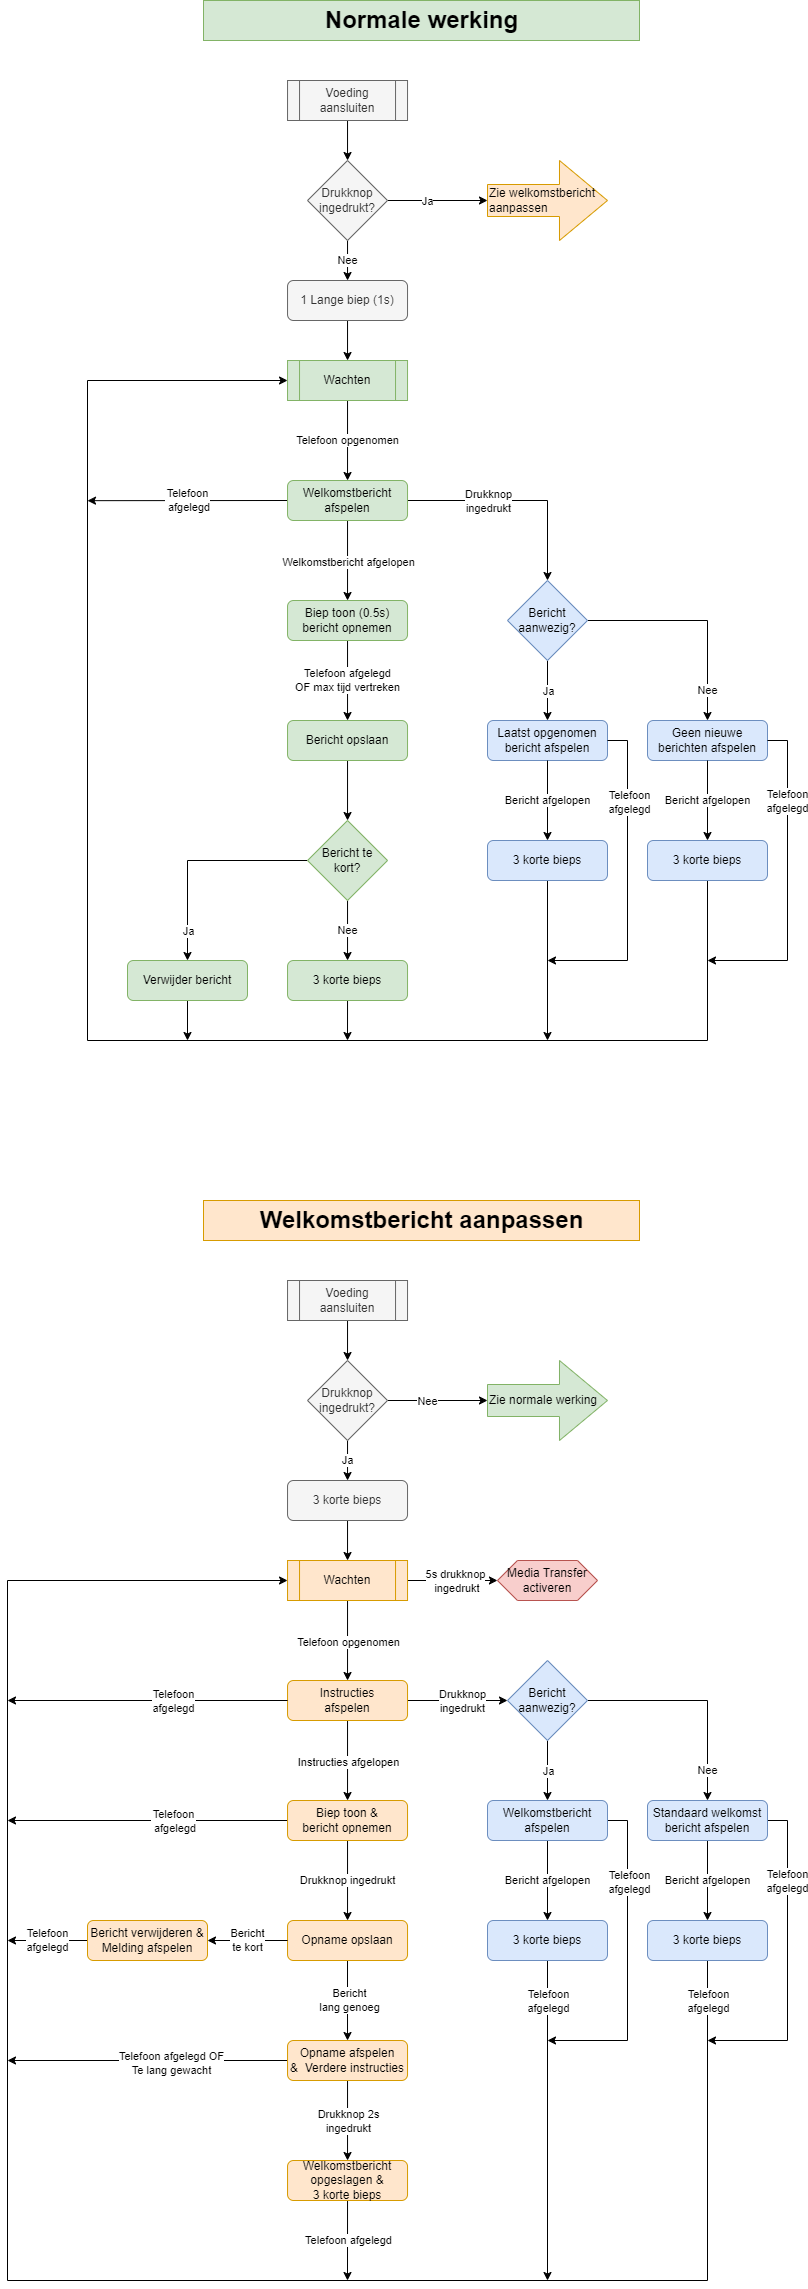 Normale werking
Voeding
aansluiten
Drukknop
ingedrukt?
Ja
Zie welkomstbericht
aanpassen
Nee
1 Lange biep (1s)
Wachten
Telefoon opgenomen
Telefoon
afgelegd
Welkomstbericht
afspelen
Drukknop
ingedrukt
Welkomstbericht afgelopen
Biep toon (0.5s)
bericht opnemen
Bericht
aanwezig?
Telefoon afgelegd
OF max tijd vertreken
Ja
Nee
Bericht opslaan
Laatst opgenomen
bericht afspelen
Geen nieuwe
berichten afspelen
Bericht afgelopen
Telefoon
afgelegd
Bericht afgelopen
Telefoon
afgelegd
Bericht te
kort?
3 korte bieps
3 korte bieps
Ja
Nee
Verwijder bericht
3 korte bieps
Welkomstbericht aanpassen
Voeding
aansluiten
Drukknop
ingedrukt?
Nee
Zie normale werking
Ja
3 korte bieps
Wachten
5s drukknop
ingedrukt
Media Transfer
activeren
Telefoon opgenomen
Telefoon
afgelegd
Instructies
afspelen
Drukknop
ingedrukt
Bericht
aanwezig?
Instructies afgelopen
Ja
Nee
Telefoon
afgelegd
Biep toon &
bericht opnemen
Welkomstbericht
afspelen
Standaard welkomst
bericht afspelen
Drukknop ingedrukt
Bericht afgelopen
Telefoon
afgelegd
Bericht afgelopen
Telefoon
afgelegd
Telefoon
afgelegd
Bericht verwijderen &
Melding afspelen
Bericht
te kort
Opname opslaan
3 korte bieps
3 korte bieps
Bericht
lang genoeg
Telefoon
afgelegd
Telefoon
afgelegd
Telefoon afgelegd OF
Te lang gewacht
Opname afspelen
& Verdere instructies
Drukknop 2s
ingedrukt
Welkomstbericht
opgeslagen &
3 korte bieps
Telefoon afgelegd